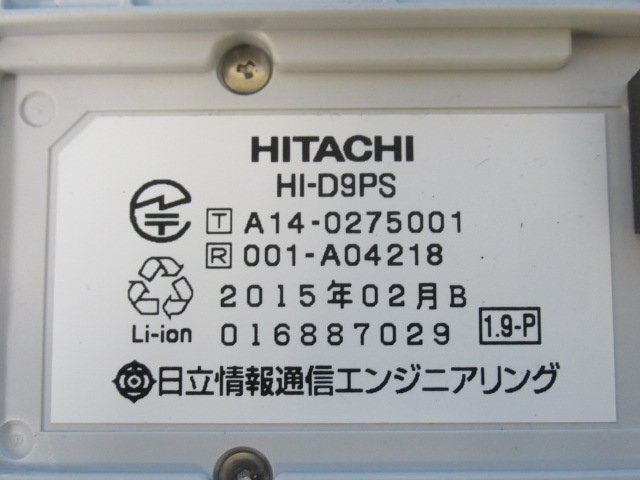 HITACHI
HI-D9PS
T A14-0275001
R 001-A04218
2015年02月B
Li-ion 016887029 1.9-P
日立情報通信エンジニアリング